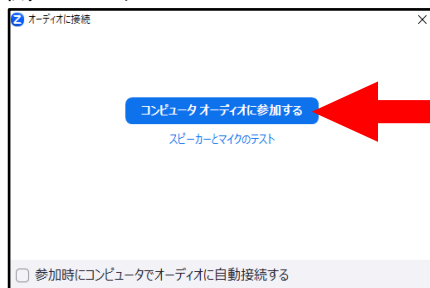 オーディオに接続
コンピュータ オーディオに参加する
スピーカーとマイクのテスト
参加時にコンピュータでオーディオに自動接続する